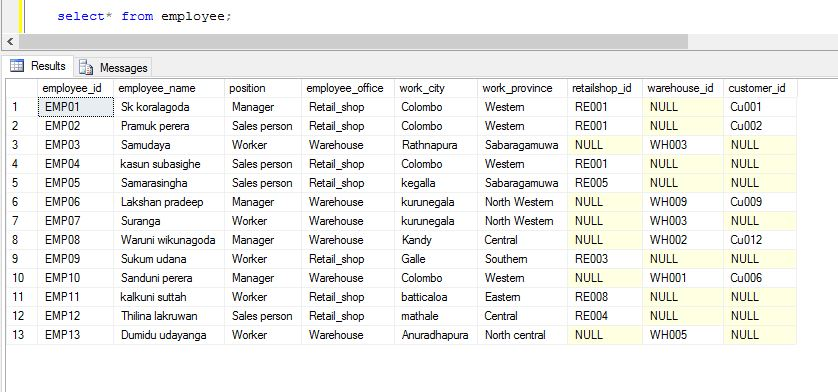 select* from employee;
Results Messages
employee_id employee_name position employee_office work_city work_province retailshop_id warehouse_id customer_id
1 EMP01 Sk koralagoda Manager Retail_shop Colombo Western RE001 NULL Cu001
2 EMP02 Pramuk perera Sales person Retail_shop Colombo Western RE001 NULL Cu002
3 EMP03 Samudaya Worker Warehouse Rathnapura Sabaragamuwa NULL WH003 NULL
4 EMP04 kasun subasighe Sales person Retail_shop Colombo Western RE001 NULL NULL
5 EMP05 Samarasingha Sales person Retail_shop kegalla Sabaragamuwa RE005 NULL NULL
6 EMP06 Lakshan pradeep Manager Warehouse kurunegala North Western NULL WH009 Cu009
7 EMP07 Suranga Worker Warehouse kurunegala North Western NULL WH003 NULL
8 EMP08 Waruni wikunagoda Manager Warehouse Kandy Central NULL WH002 Cu012
9 EMP09 Sukum udana Worker Retail_shop Galle Southern RE003 NULL NULL
10 EMP10 Sanduni perera Manager Warehouse Colombo Western NULL WH001 Cu006
11 EMP11 kalkuni suttah Worker Retail_shop batticaloa Eastern RE008 NULL NULL
12 EMP12 Thilina lakruwan Sales person Retail_shop mathale Central RE004 NULL NULL
13 EMP13 Dumidu udayanga Worker Warehouse Anuradhapura North central NULL WH005 NULL